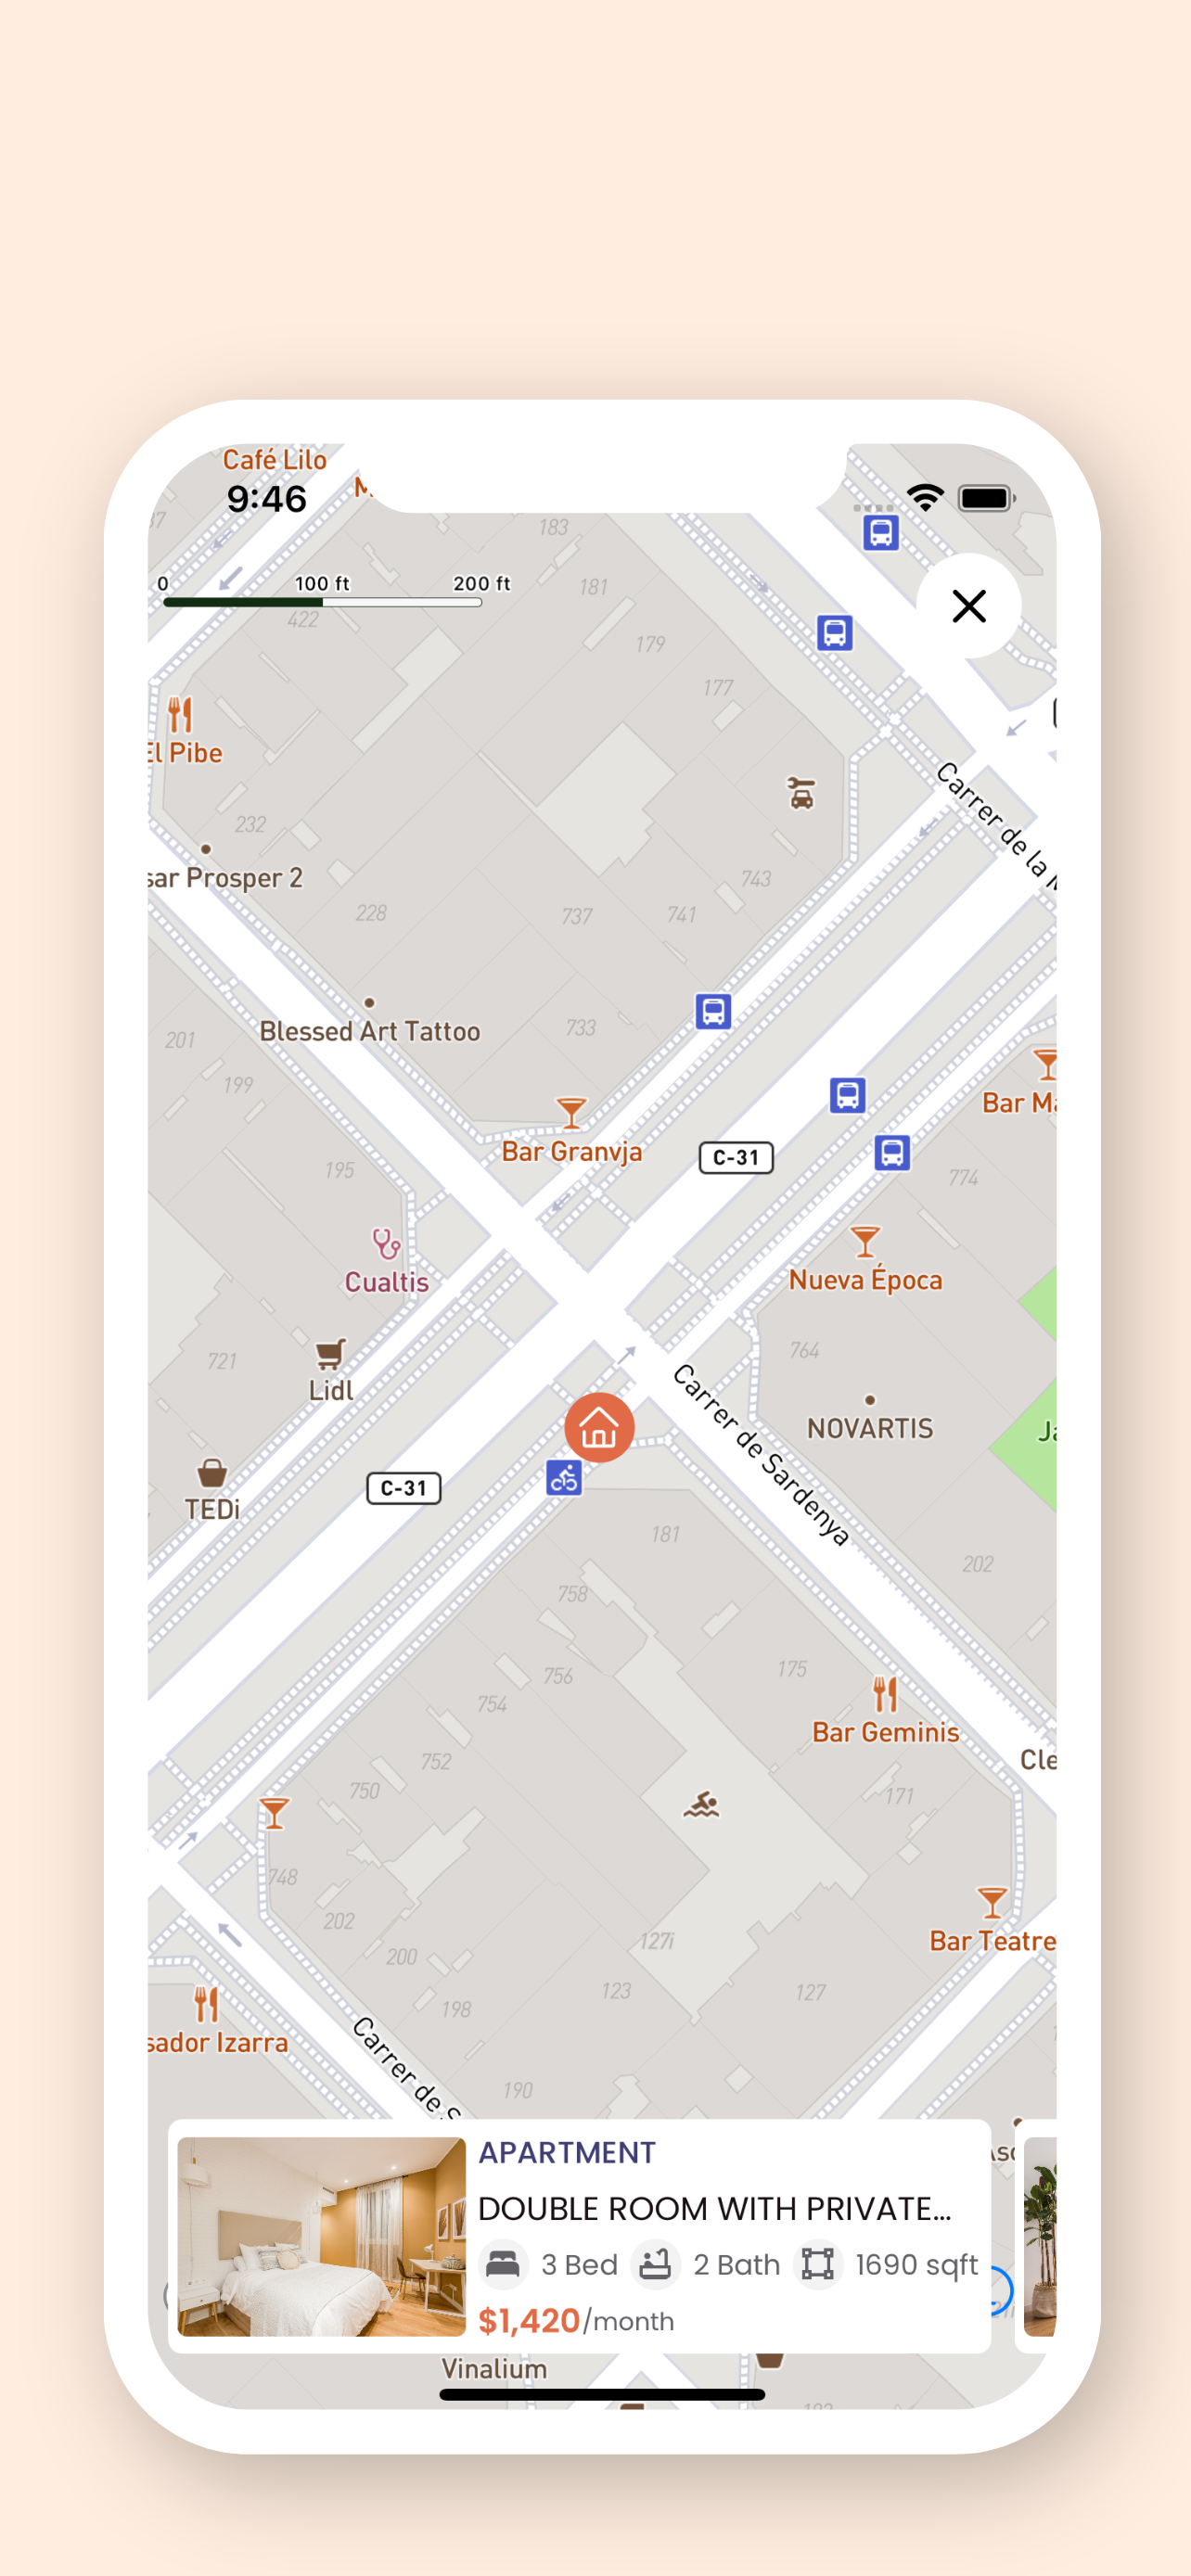 Café Lilo
9:46
183
0 100 ft 200 ft
181
422
179
177
El Pibe
232
sar Prosper 2
Carrer de la M
743
228
737
741
733
Blessed Art Tattoo
201
199
Bar Ma
Bar Granvja
C-31
195
774
Cualtis
Nueva Época
721
764
Lidl
Carrer de Sardenya
NOVARTIS
Ja
C-31
TEDi
181
202
758
756
175
754
Bar Geminis
752
Cle
750
171
748
202
Bar Teatre
200
127i
123
127
198
sador Izarra
Carrer de S
190
APARTMENT
DOUBLE ROOM WITH PRIVATE...
3 Bed 2 Bath 1690 sqft
$1,420/month
Vinalium